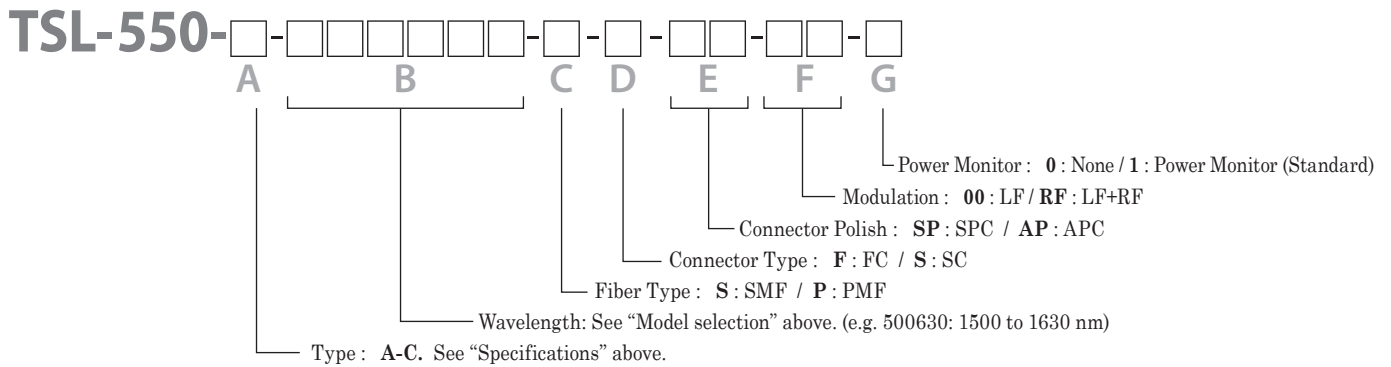 TSL-550-□-□□□□□□-□-□-□□-□□-□
A B C D E F G
Power Monitor : 0 : None / 1 : Power Monitor (Standard)
Modulation : 00 : LF / RF : LF+RF
Connector Polish : SP : SPC / AP : APC
Connector Type : F : FC / S : SC
Fiber Type : S : SMF / P : PMF
Wavelength: See “Model selection” above. (e.g. 500630: 1500 to 1630 nm)
Type : A-C. See “Specifications” above.